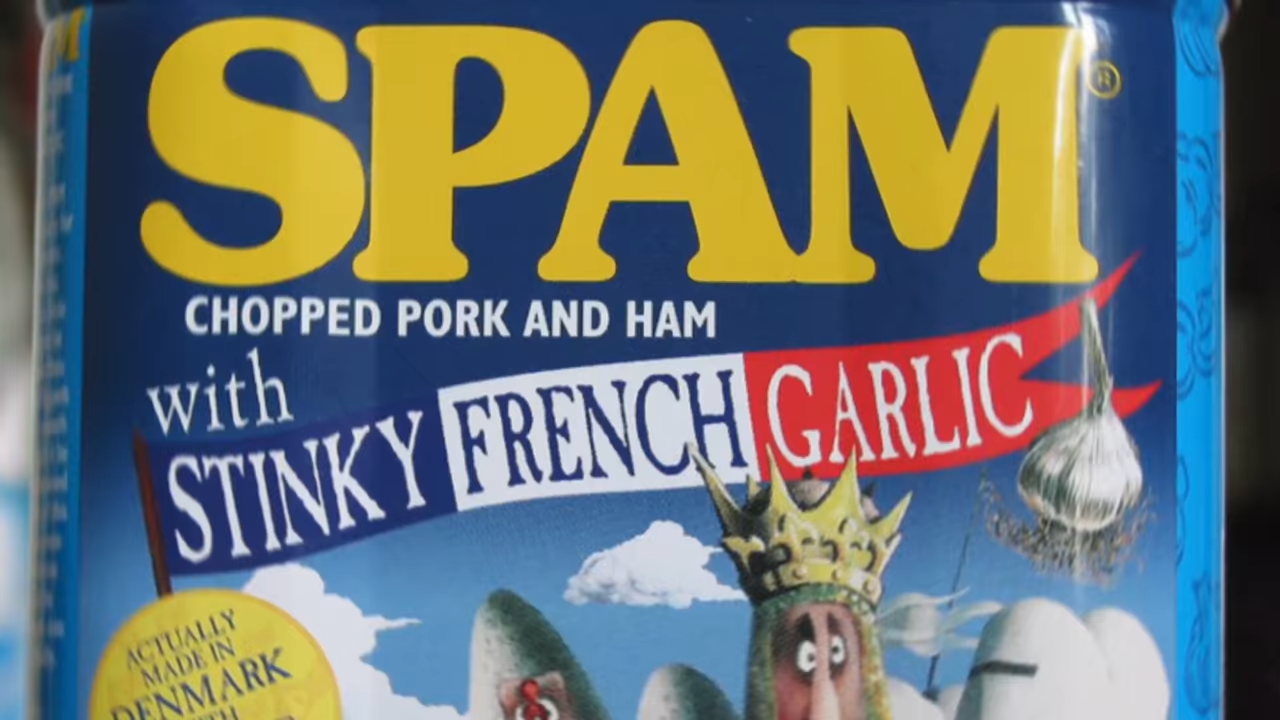 SPAM®
CHOPPED PORK AND HAM
with
STINKY FRENCH GARLIC
ACTUALLY
MADE IN
DENMARK